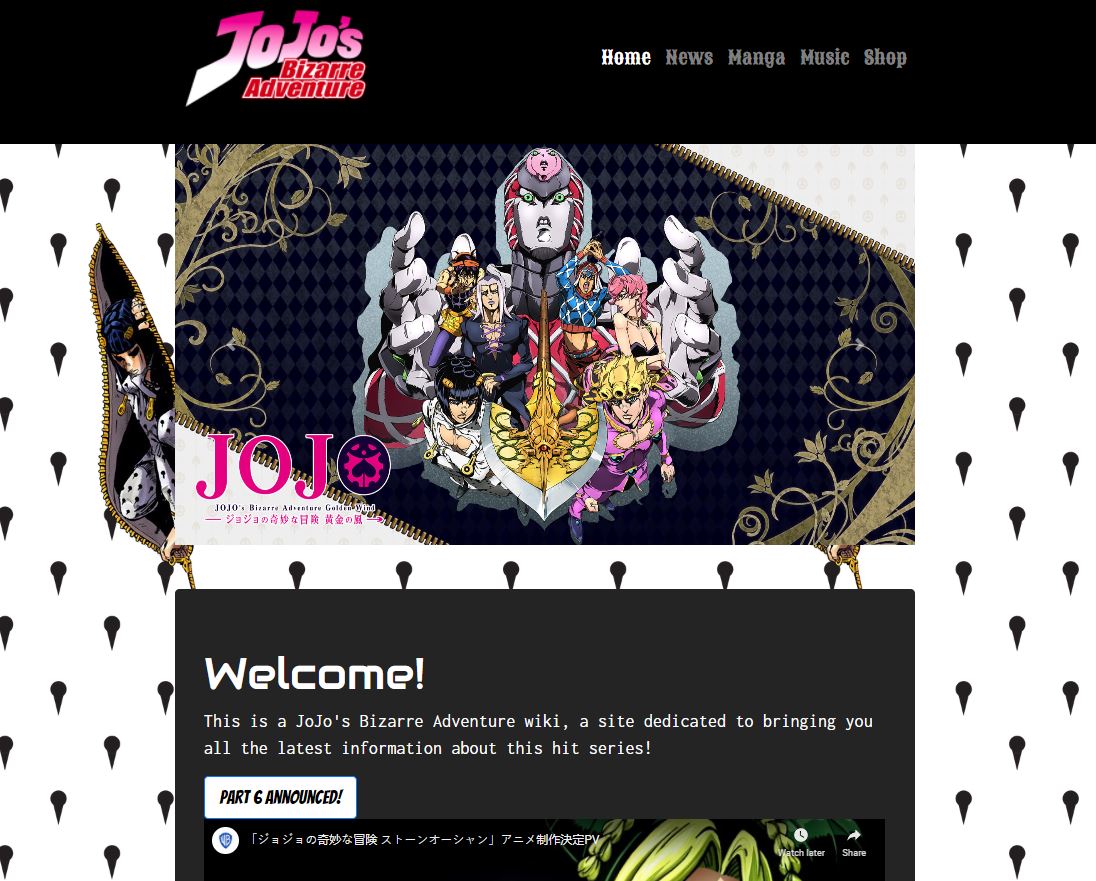 JoJo's
Bizarre
Adventure
Home News Manga Music Shop
JOJO
JOJO's Bizarre Adventure Golden Wind
ジョジョの奇妙な冒険 黄金の風
Welcome!
This is a JoJo's Bizarre Adventure wiki, a site dedicated to bringing you
all the latest information about this hit series!
PART 6 ANNOUNCED!
「ジョジョの奇妙な冒険 ストーンオーシャン」アニメ制作決定PV
Watch later Share